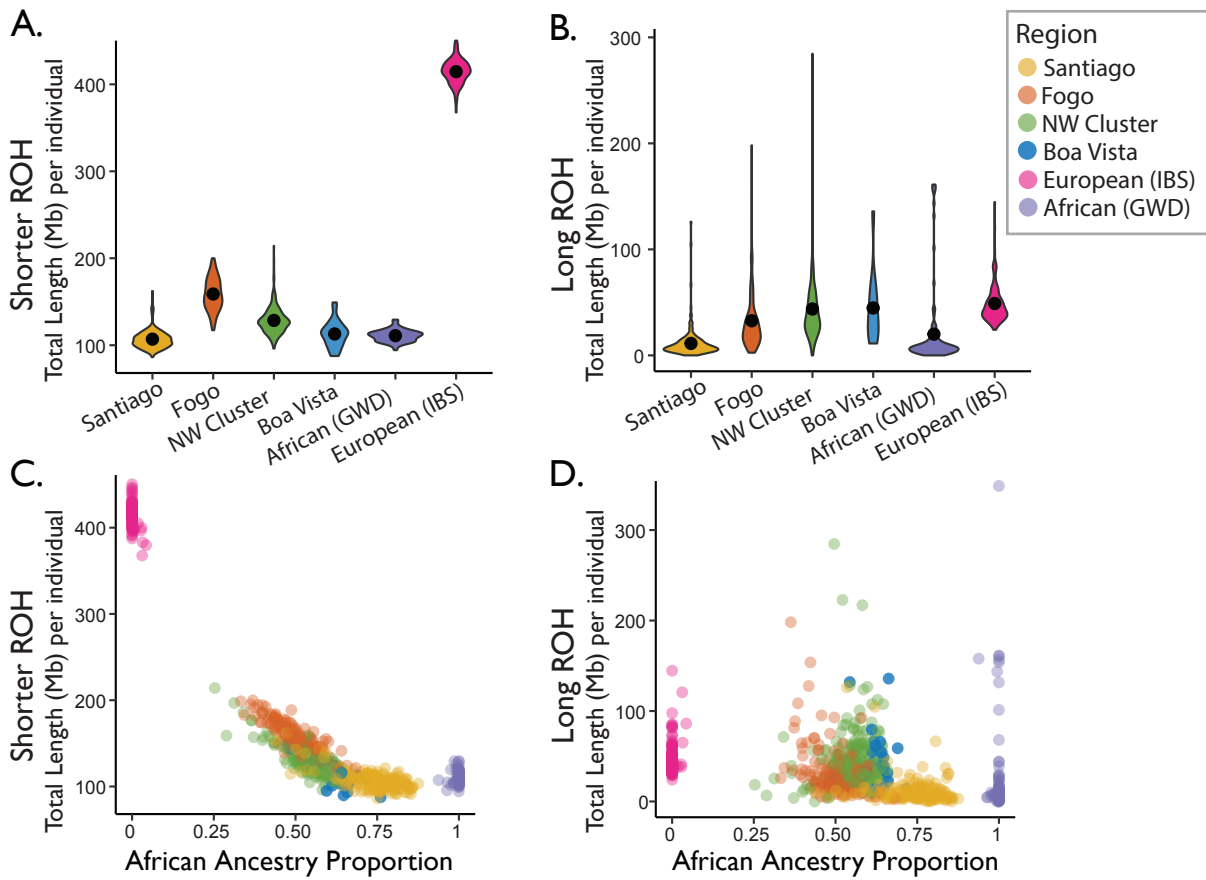 A.
Shorter ROH
Total Length (Mb) per individual
400
300
200
100
Santiago
Fogo
NW Cluster
Boa Vista
African (GWD)
European (IBS)
B.
Long ROH
Total Length (Mb) per individual
300
200
100
0
Santiago
Fogo
NW Cluster
Boa Vista
African (GWD)
European (IBS)
Region
Santiago
Fogo
NW Cluster
Boa Vista
European (IBS)
African (GWD)
C.
Shorter ROH
Total Length (Mb) per individual
400
300
200
100
0
0.25
0.50
0.75
1
African Ancestry Proportion
D.
Long ROH
Total Length (Mb) per individual
300
200
100
0
0
0.25
0.50
0.75
1
African Ancestry Proportion